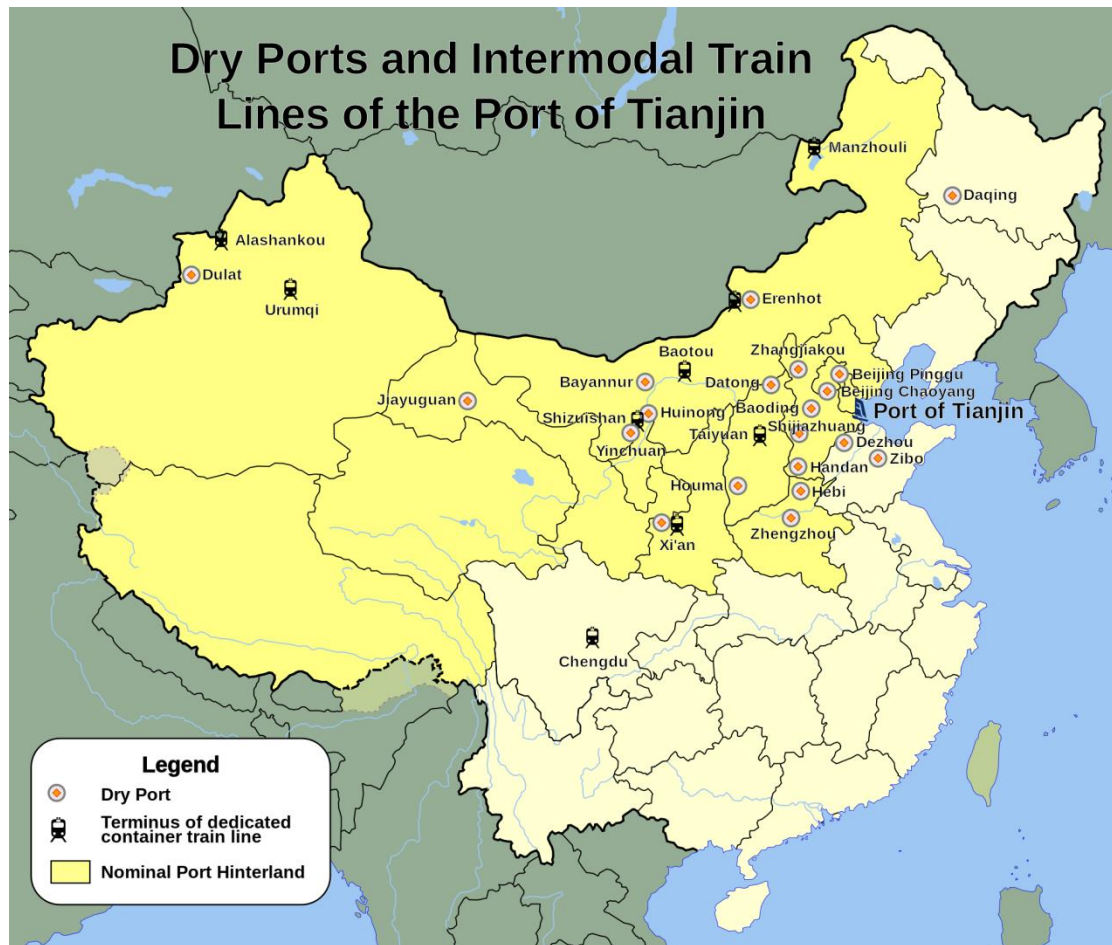 Dry Ports and Intermodal Train
Lines of the Port of Tianjin
Manzhouli
Daqing
Alashankou
Dulat
Urumqi
Erenhot
Baotou
Zhangjiakou
Bayannur
Datong
Beijing Pinggu
Beijing Chaoyang
Jiayuguan
Shizuishan
Huinong
Baoding
Port of Tianjin
Yinchuan
Taiyuan
Shijiazhuang
Dezhou
Zibo
Handan
Houma
Hebi
Zhengzhou
Xi'an
Chengdu
Legend
Dry Port
Terminus of dedicated
container train line
Nominal Port Hinterland